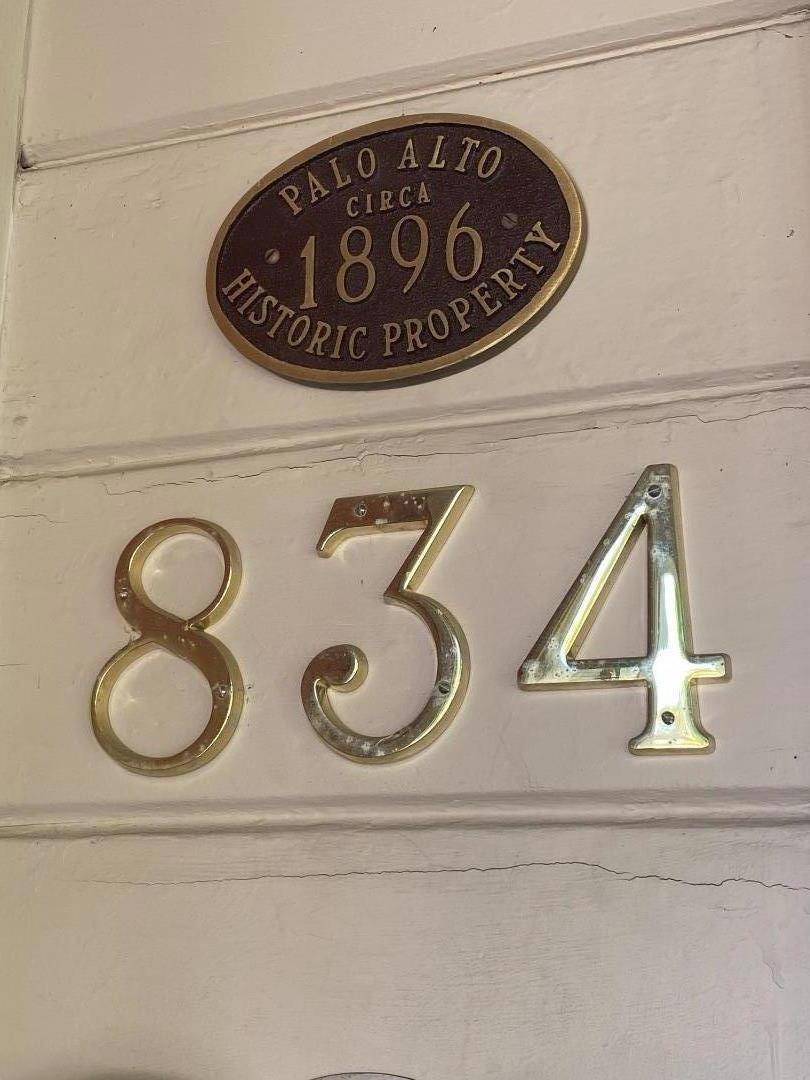 PALO ALTO
CIRCA
1896
HISTORIC PROPERTY
834